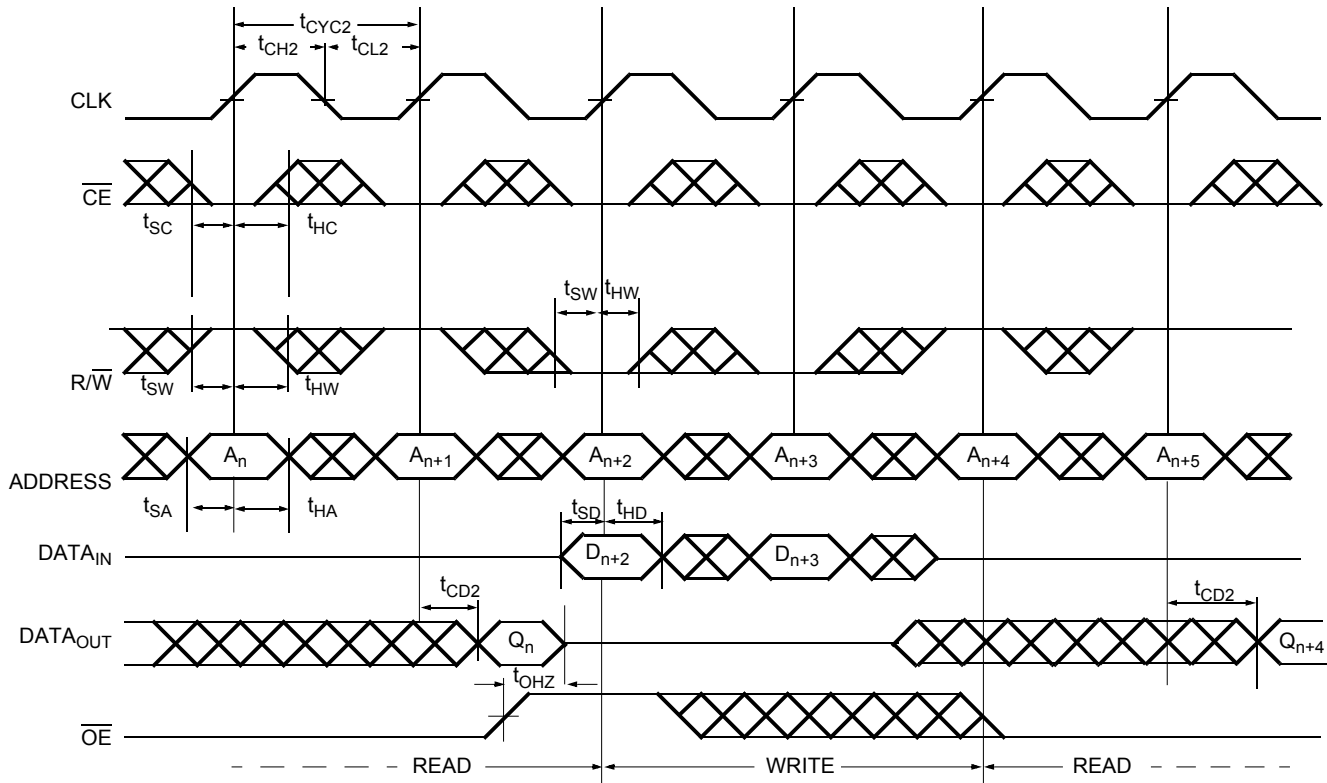 tCYC2
tCH2 tCL2
CLK
CE
tSC tHC
tSW tHW
R/W
tSW tHW
ADDRESS An An+1 An+2 An+3 An+4 An+5
tSA tHA
tSD tHD
DATAIN Dn+2 Dn+3
tCD2 tCD2
DATAOUT Qn Qn+4
tOHZ
OE
READ WRITE READ